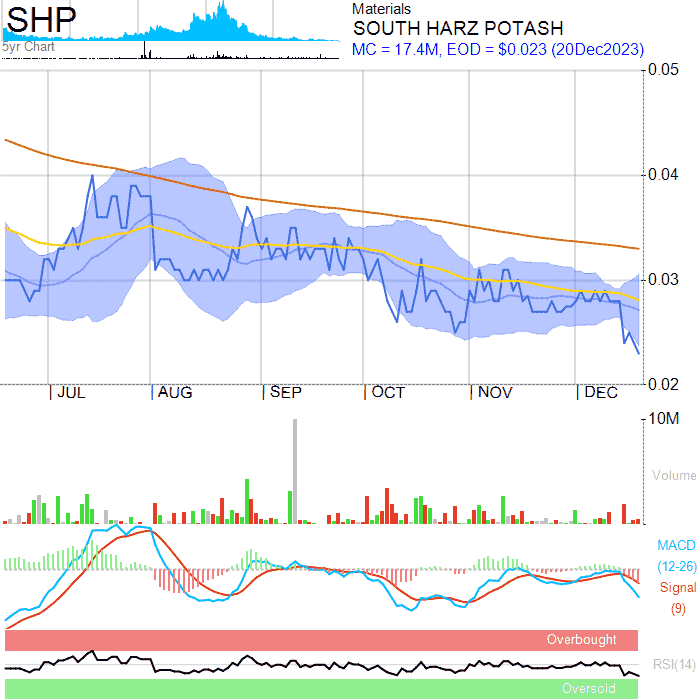 SHP
5yr Chart
Materials
SOUTH HARZ POTASH
MC = 17.4M, EOD = $0.023 (20Dec2023)
0.05
0.04
0.03
0.02
JUL AUG SEP OCT NOV DEC
10M
Volume
MACD
(12-26)
Signal
(9)
Overbought
RSI(14)
Oversold